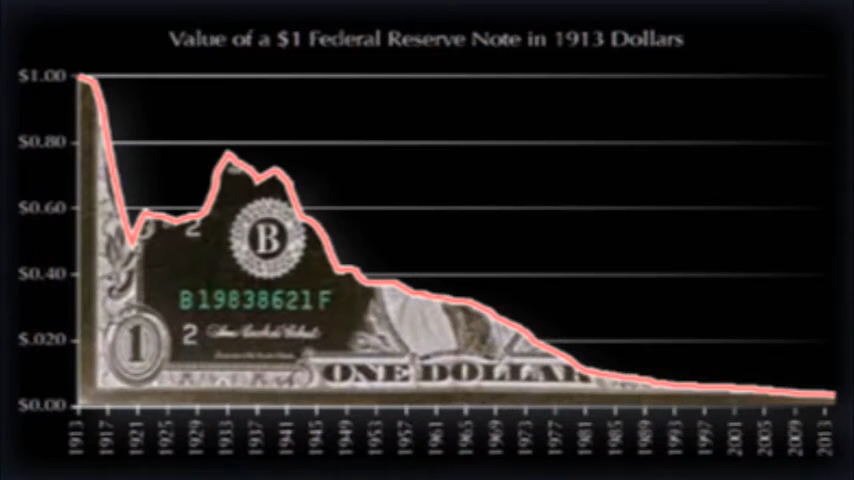 Value of a $1 Federal Reserve Note in 1913 Dollars
$1.00
$0.80
$0.60
$0.40
$.020
$0.00
2
B
B19838621F
2
1
ONE DOLLAR
1913 1917 1921 1925 1929 1933 1937 1941 1945 1949 1953 1957 1961 1965 1969 1973 1977 1981 1985 1989 1993 1997 2001 2005 2009 2013